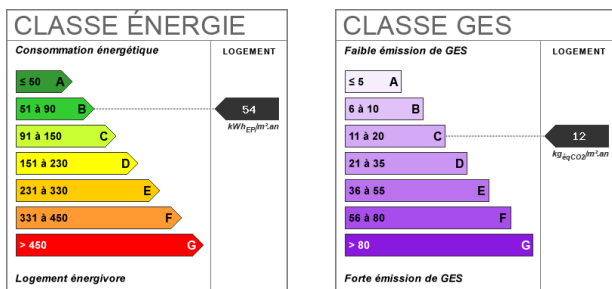 CLASSE ÉNERGIE
Consommation énergétique
LOGEMENT
≤ 50 A
51 à 90 B
54
kWhEP/m².an
91 à 150 C
151 à 230 D
231 à 330 E
331 à 450 F
> 450 G
Logement énergivore
CLASSE GES
Faible émission de GES
LOGEMENT
≤ 5 A
6 à 10 B
11 à 20 C
12
kgéqCO2/m².an
21 à 35 D
36 à 55 E
56 à 80 F
> 80 G
Forte émission de GES